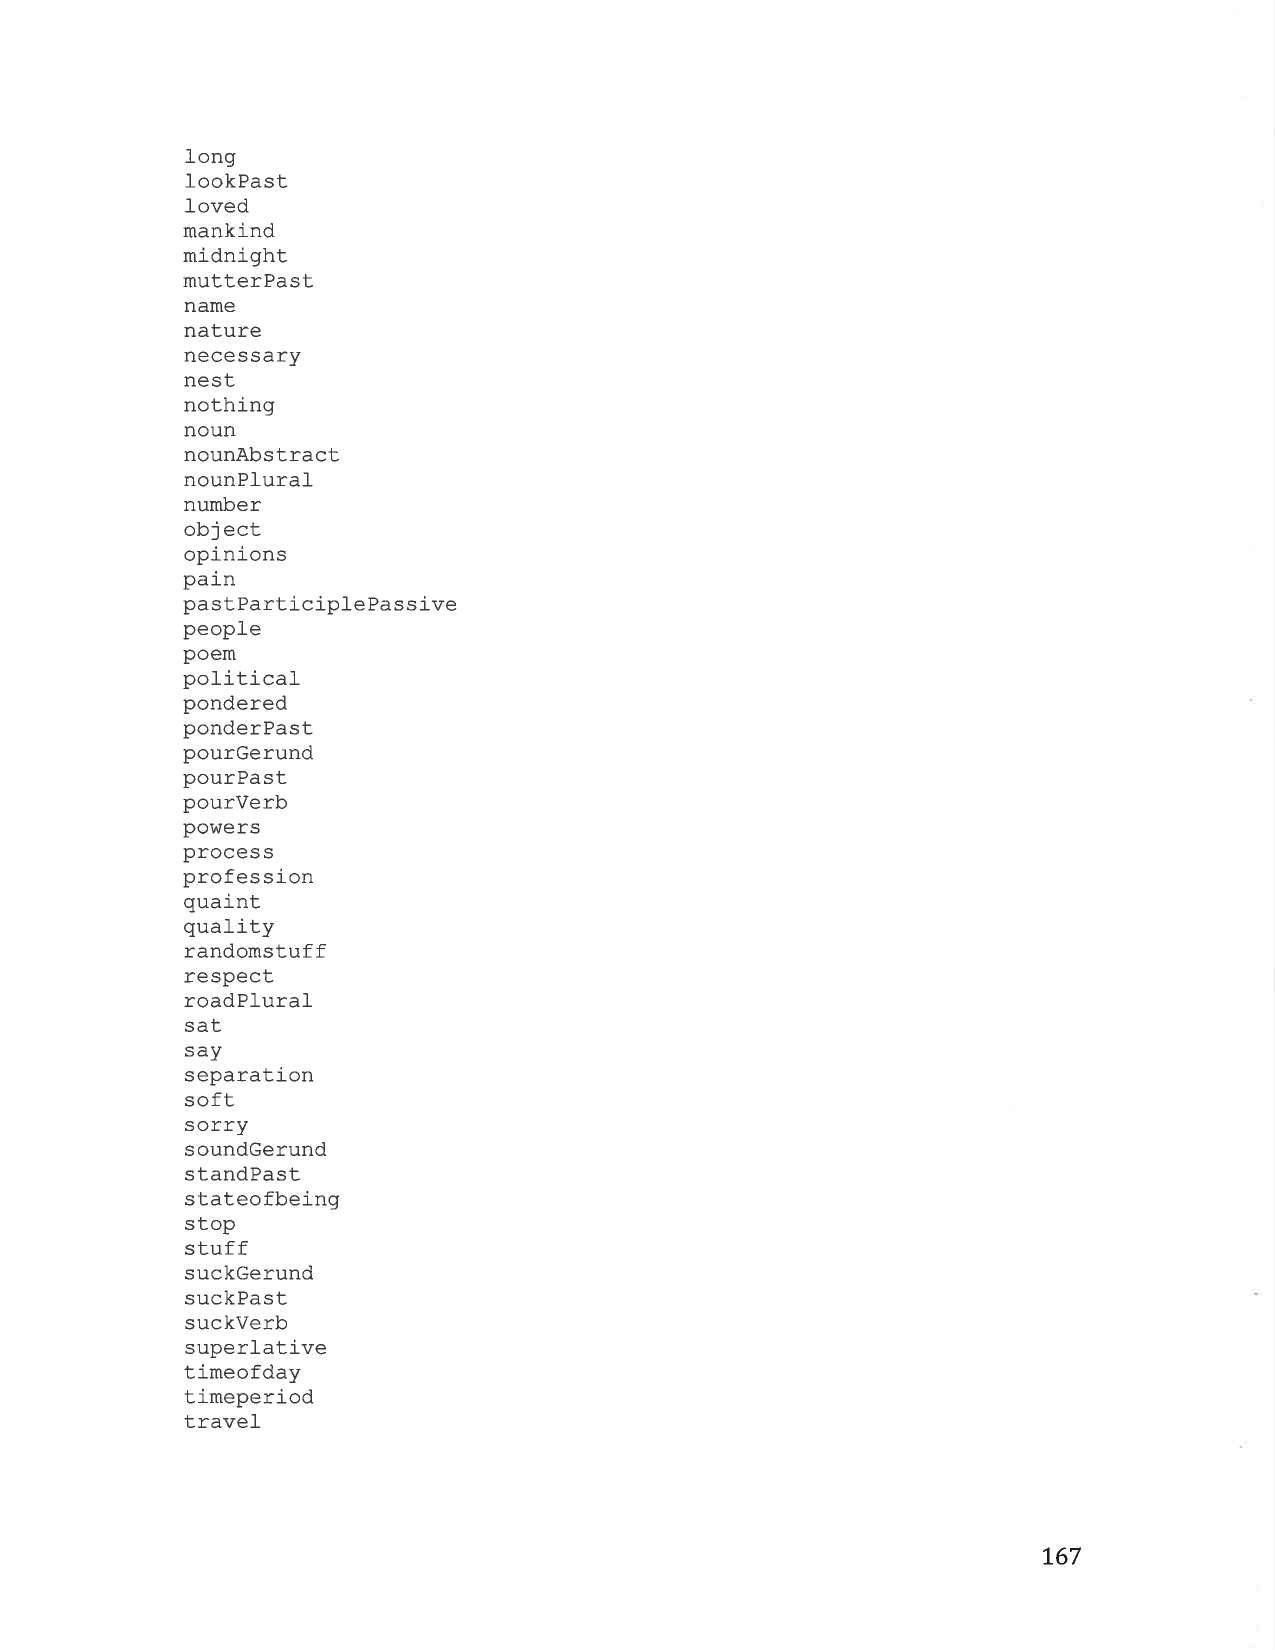 long
lookPast
loved
mankind
midnight
mutterPast
name
nature
necessary
nest
nothing
noun
nounAbstract
nounPlural
number
object
opinions
pain
pastParticiplePassive
people
poem
political
pondered
ponderPast
pourGerund
pourPast
pourVerb
powers
process
profession
quaint
quality
randomstuff
respect
roadPlural
sat
say
separation
soft
sorry
soundGerund
standPast
stateofbeing
stop
stuff
suckGerund
suckPast
suckVerb
superlative
timeofday
timeperiod
travel
167